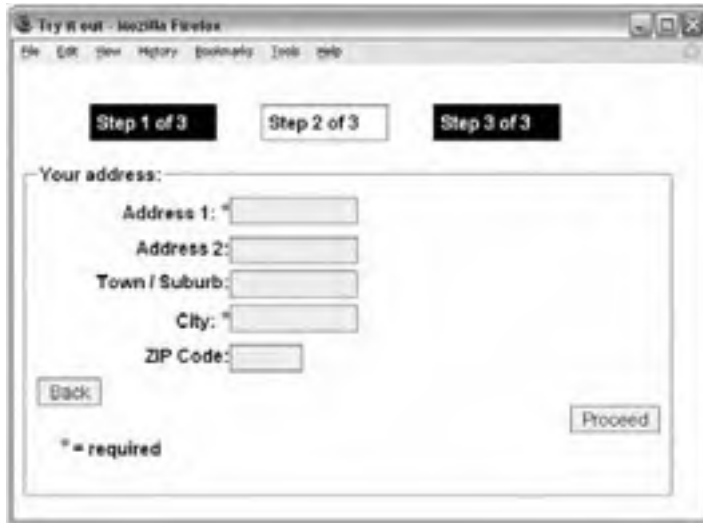 Try it out - Mozilla Firefox
File Edit View History Bookmarks Tools Help
Step 1 of 3 Step 2 of 3 Step 3 of 3
Your address:
Address 1: *
Address 2:
Town / Suburb:
City: *
ZIP Code:
Back
Proceed
* = required